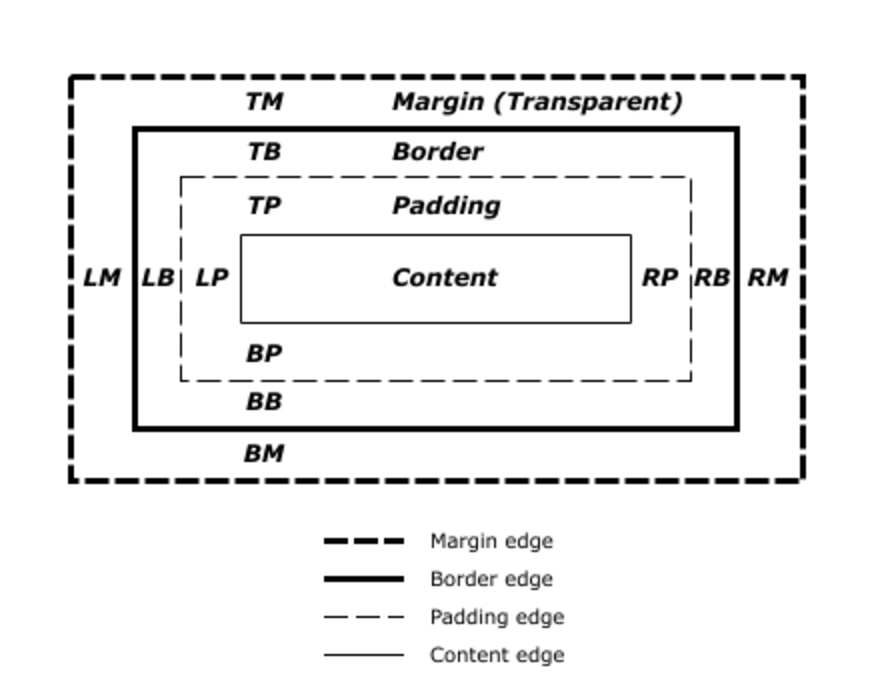 TM Margin (Transparent)
TB Border
TP Padding
LM LB LP Content RP RB RM
BP
BB
BM
Margin edge
Border edge
Padding edge
Content edge